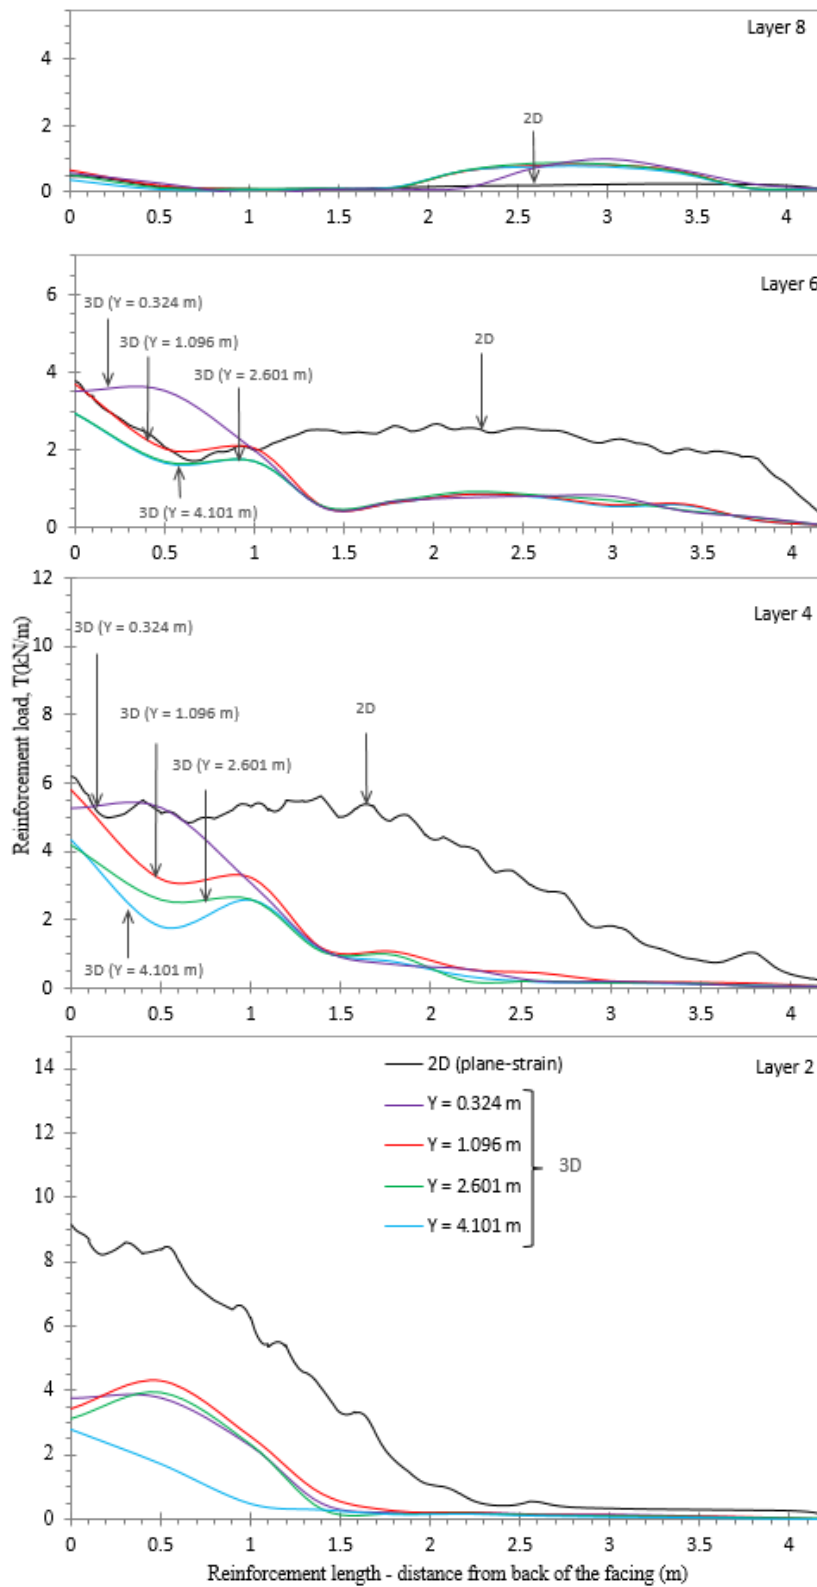 Layer 8
4
2
0
2D
0 0.5 1 1.5 2 2.5 3 3.5 4
Layer 6
6
4
2
0
3D (Y = 0.324 m)
3D (Y = 1.096 m)
3D (Y = 2.601 m)
2D
3D (Y = 4.101 m)
0 0.5 1 1.5 2 2.5 3 3.5 4
Reinforcement load, T(kN/m)
Layer 4
12
10
8
6
4
2
0
3D (Y = 0.324 m)
3D (Y = 1.096 m)
2D
3D (Y = 2.601 m)
3D (Y = 4.101 m)
0 0.5 1 1.5 2 2.5 3 3.5 4
Layer 2
14
12
10
8
6
4
2
0
2D (plane-strain)
Y = 0.324 m
Y = 1.096 m
Y = 2.601 m
Y = 4.101 m
3D
0 0.5 1 1.5 2 2.5 3 3.5 4
Reinforcement length - distance from back of the facing (m)